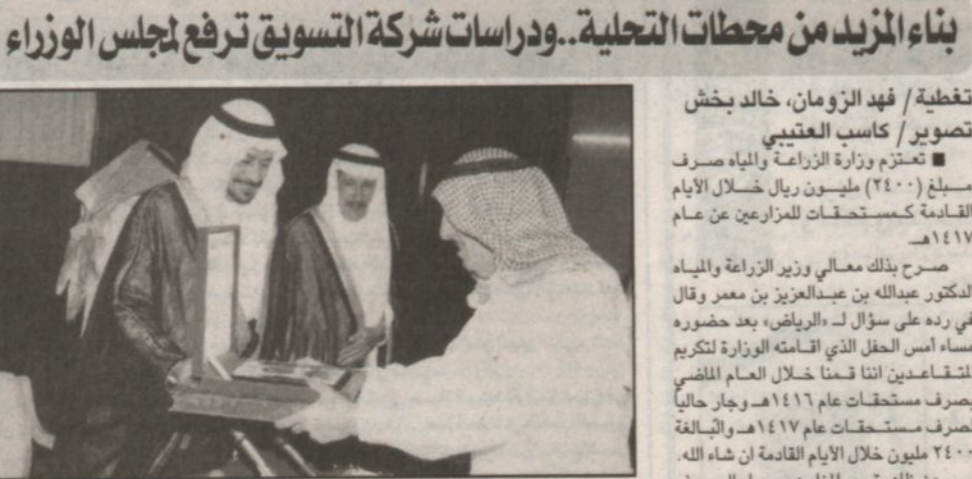 بناء المزيد من محطات التحلية..ودراسات شركة التسويق ترفع لمجلس الوزراء
تغطية/ فهد الزومان، خالد بخش
تصوير/ كاسب العتيبي
■ تعتزم وزارة الزراعة والمياه صرف
مبلغ (٢٤٠٠) مليون ريال خلال الأيام
القادمة كمستحقات للمزارعين عن عام
١٤١٧هـ
صرح بذلك معالي وزير الزراعة والمياه
الدكتور عبدالله بن عبدالعزيز بن معمر وقال
في رده على سؤال لـ «الرياض» بعد حضوره
مساء أمس الحفل الذي اقامته الوزارة لتكريم
المتقاعدين اننا قمنا خلال العام الماضي
بصرف مستحقات عام ١٤١٦هـ وجار حالياً
لصرف مستحقات عام ١٤١٧هـ والبالغة
٢٤٠٠ مليون خلال الأيام القادمة ان شاء الله.